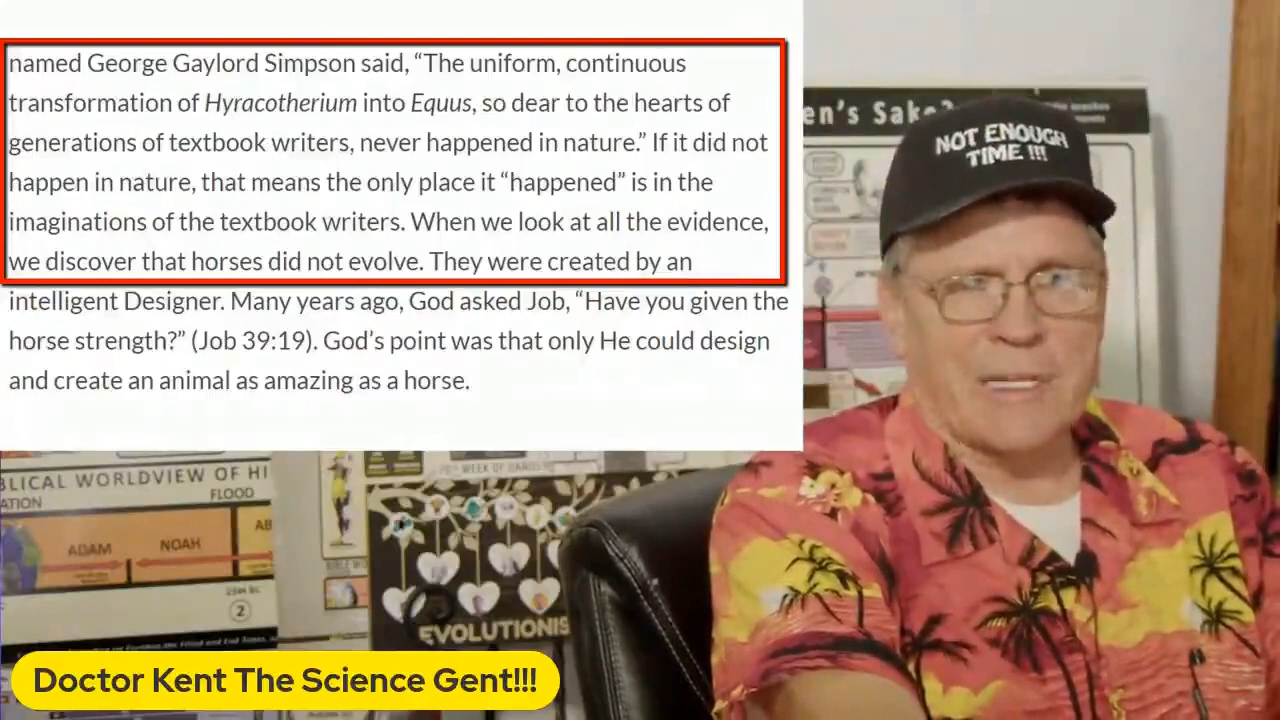 named George Gaylord Simpson said, “The uniform, continuous
transformation of Hyracotherium into Equus, so dear to the hearts of
generations of textbook writers, never happened in nature.” If it did not
happen in nature, that means the only place it “happened” is in the
imaginations of the textbook writers. When we look at all the evidence,
we discover that horses did not evolve. They were created by an
intelligent Designer. Many years ago, God asked Job, “Have you given the
horse strength?” (Job 39:19). God’s point was that only He could design
and create an animal as amazing as a horse.
en's Sake?
NOT ENOUGH
TIME !!!
BLICAL WORLDVIEW OF HI
ATION
FLOOD
ADAM
NOAH
AB
2
WEEK OF
EVOLUTIONIS
Doctor Kent The Science Gent!!!